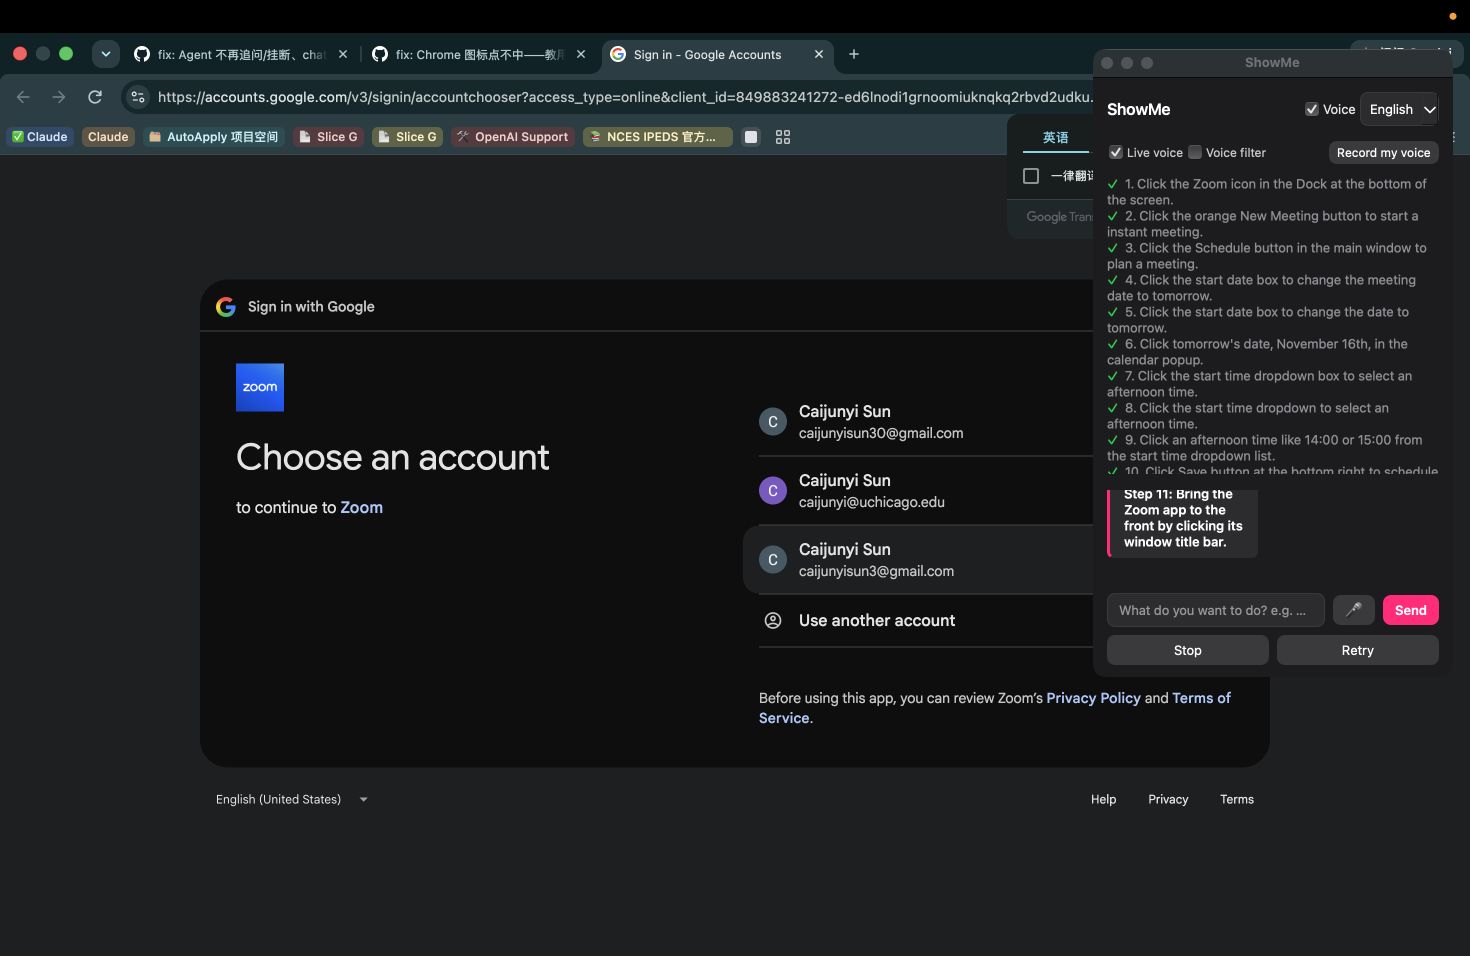 fix: Agent 不再追问/挂断、cha
fix: Chrome 图标点不中——教用
Sign in - Google Accounts
ShowMe
https://accounts.google.com/v3/signin/accountchooser?access_type=online&client_id=849883241272-ed6lnodi1grnoomiuknqkq2rbvd2udku.
Claude
Claude
AutoApply 项目空间
Slice G
Slice G
OpenAI Support
NCES IPEDS 官方...
英语
一律翻译
Google Tran
Sign in with Google
zoom
Choose an account
to continue to Zoom
C
Caijunyi Sun
caijunyisun30@gmail.com
C
Caijunyi Sun
caijunyi@uchicago.edu
C
Caijunyi Sun
caijunyisun3@gmail.com
Use another account
Before using this app, you can review Zoom's Privacy Policy and Terms of
Service.
English (United States)
Help
Privacy
Terms
ShowMe
Voice
English
Live voice
Voice filter
Record my voice
✓ 1. Click the Zoom icon in the Dock at the bottom of
the screen.
✓ 2. Click the orange New Meeting button to start a
instant meeting.
✓ 3. Click the Schedule button in the main window to
plan a meeting.
✓ 4. Click the start date box to change the meeting
date to tomorrow.
✓ 5. Click the start date box to change the date to
tomorrow.
✓ 6. Click tomorrow's date, November 16th, in the
calendar popup.
✓ 7. Click the start time dropdown box to select an
afternoon time.
✓ 8. Click the start time dropdown to select an
afternoon time.
✓ 9. Click an afternoon time like 14:00 or 15:00 from
the start time dropdown list.
✓ 10. Click Save button at the bottom right to schedule
Step 11: Bring the
Zoom app to the
front by clicking its
window title bar.
What do you want to do? e.g. ...
Send
Stop
Retry